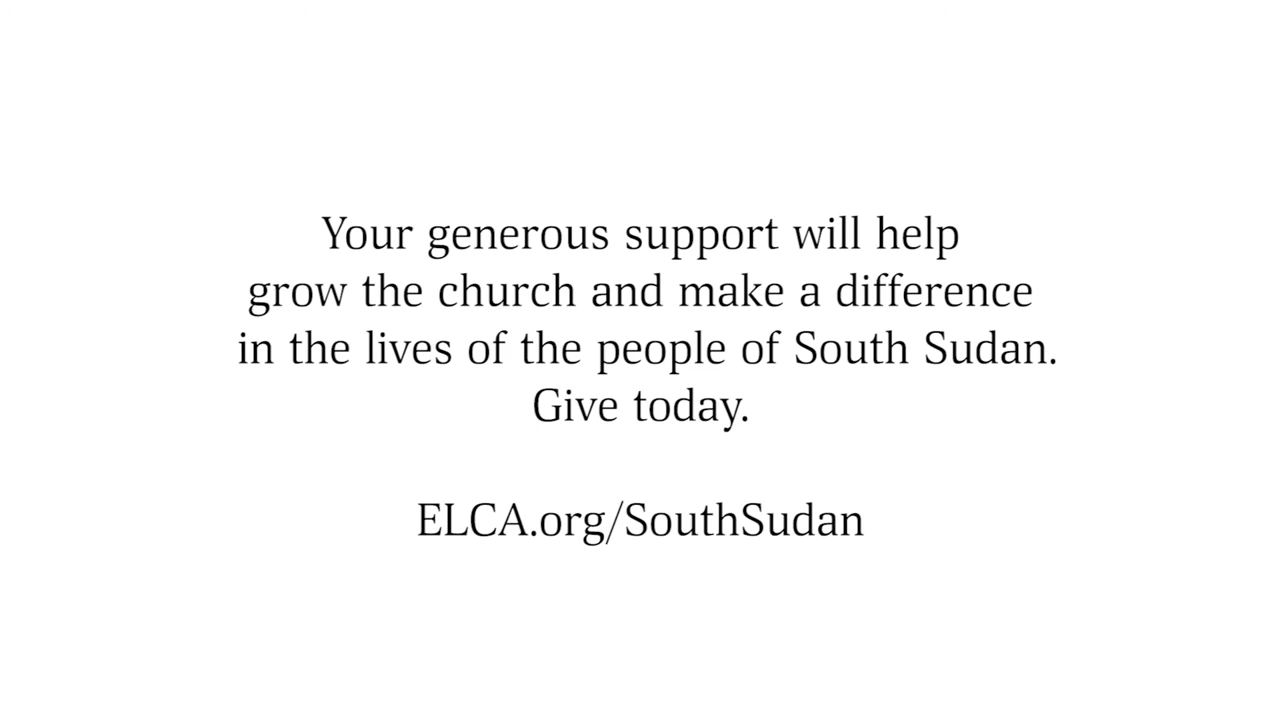 Your generous support will help
grow the church and make a difference
in the lives of the people of South Sudan.
Give today.
ELCA.org/SouthSudan